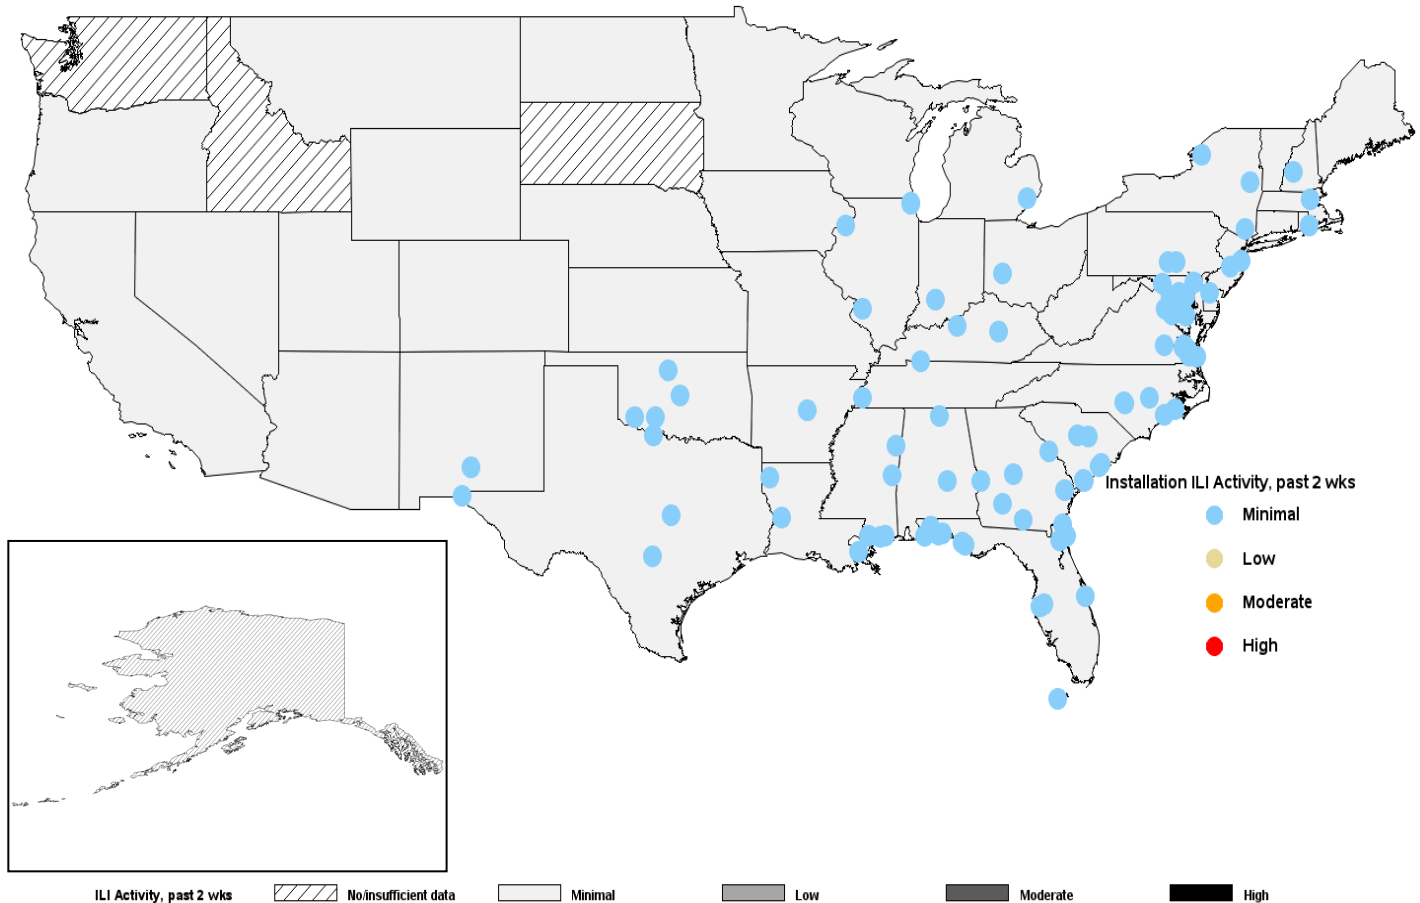 Installation ILI Activity, past 2 wks
Minimal
Low
Moderate
High
ILI Activity, past 2 wks No/insufficient data Minimal Low Moderate High